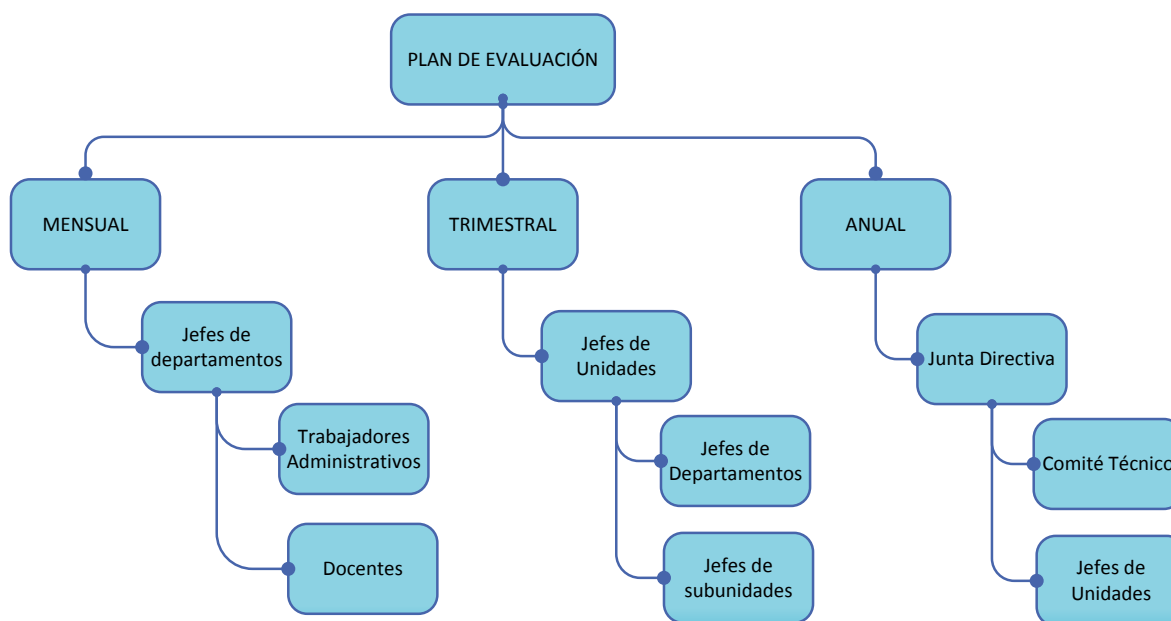 PLAN DE EVALUACIÓN
MENSUAL
TRIMESTRAL
ANUAL
Jefes de
departamentos
Trabajadores
Administrativos
Docentes
Jefes de
Unidades
Jefes de
Departamentos
Jefes de
subunidades
Junta Directiva
Comité Técnico
Jefes de
Unidades